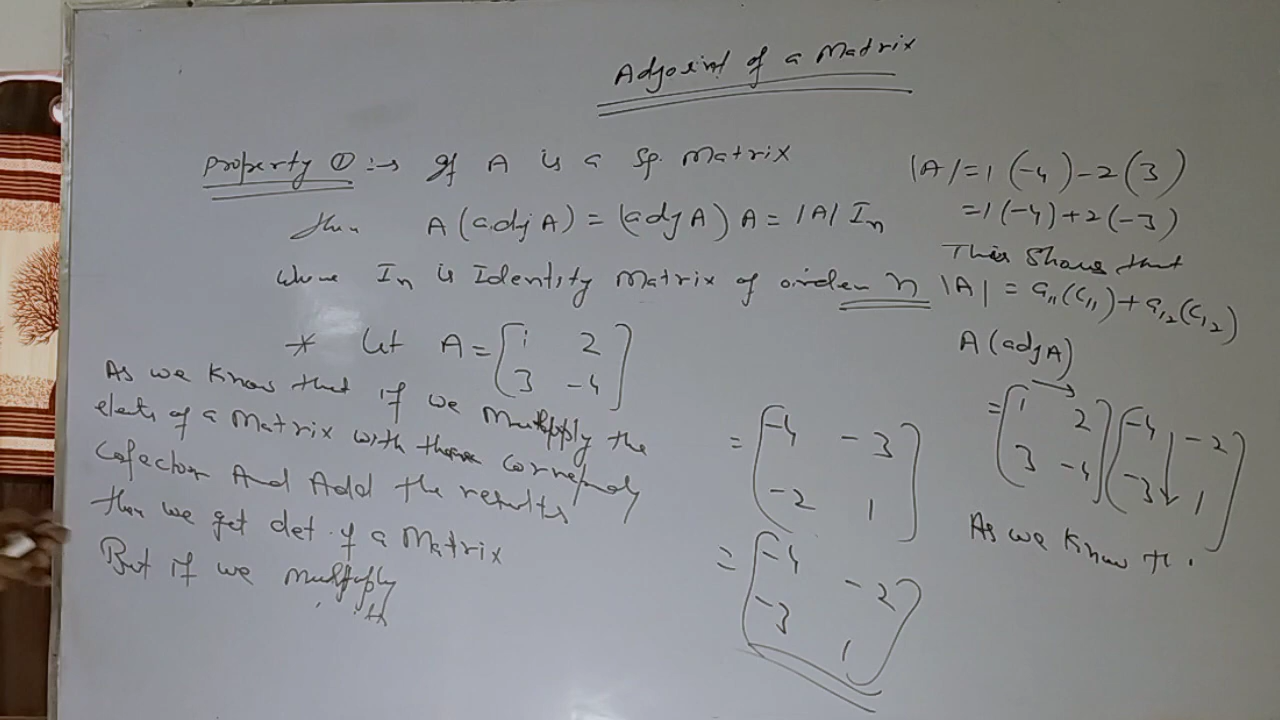 Adjoint of a Matrix
Property ① :→ If A is a Sq. Matrix
then A (adj A) = (adj A) A = |A| In
where In is Identity Matrix of order n
* Let A = [1 2
3 -4]
As we know that if we Multiply the
elets of a Matrix with there
Cofactor And Add the results
then we get det. of a Matrix
But if we multiply
th
= [-4 -3
-2 1]
= [-4 -2
-3 1]
|A| = 1 (-4) - 2 (3)
= 1 (-4) + 2 (-3)
This Shows that
|A| = a11 (C11) + a12 (C12)
A (adj A)
= [1 2
3 -4] [-4 -2
-3 1]
As we know t